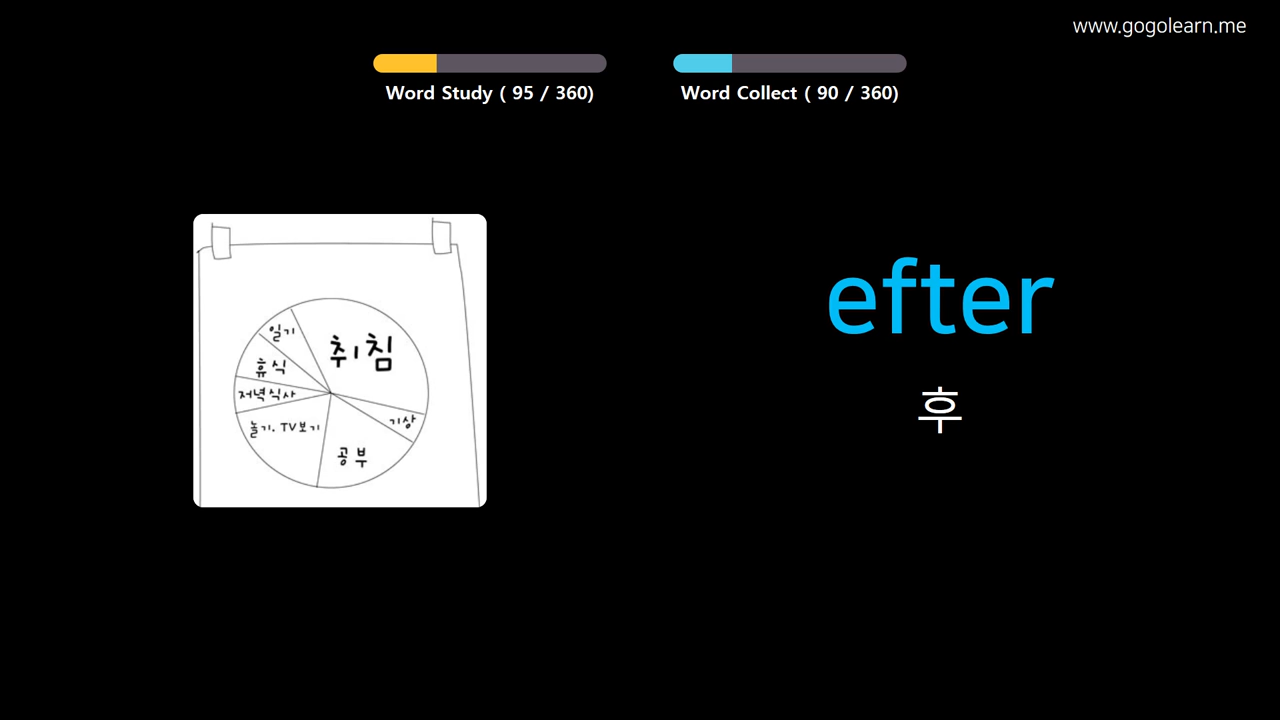 www.gogolearn.me
Word Study ( 95 / 360)
Word Collect ( 90 / 360)
일기
취침
휴식
저녁식사
기상
놀기. TV보기
공부
efter
후